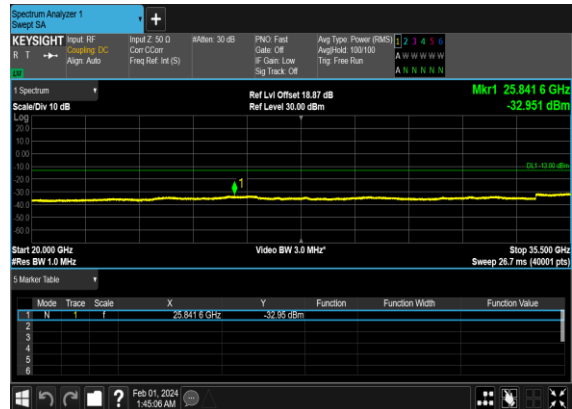 Spectrum Analyzer 1
Swept SA
KEYSIGHT Input: RF Input Z: 50 Ω #Atten: 30 dB PNO: Fast Avg Type: Power (RMS) 1 2 3 4 5 6
R T Coupling: DC Corr CCorr Gate: Off Avg|Hold: 100/100 A W W W W W
Align: Auto Freq Ref: Int (S) IF Gain: Low Trig: Free Run
Sig Track: Off A N N N N N
1 Spectrum Ref Lvl Offset 18.87 dB Mkr1 25.841 6 GHz
Scale/Div 10 dB Ref Level 30.00 dBm -32.951 dBm
Log
20.0
10.0
0.00
-10.0
DL1 -13.00 dBm
-20.0
1
-30.0
-40.0
-50.0
-60.0
Start 20.000 GHz Video BW 3.0 MHz* Stop 35.500 GHz
#Res BW 1.0 MHz Sweep 26.7 ms (40001 pts)
5 Marker Table
Mode Trace Scale X Y Function Function Width Function Value
1 N 1 f 25.841 6 GHz -32.95 dBm
2
3
4
5
6
? Feb 01, 2024
1:45:06 AM